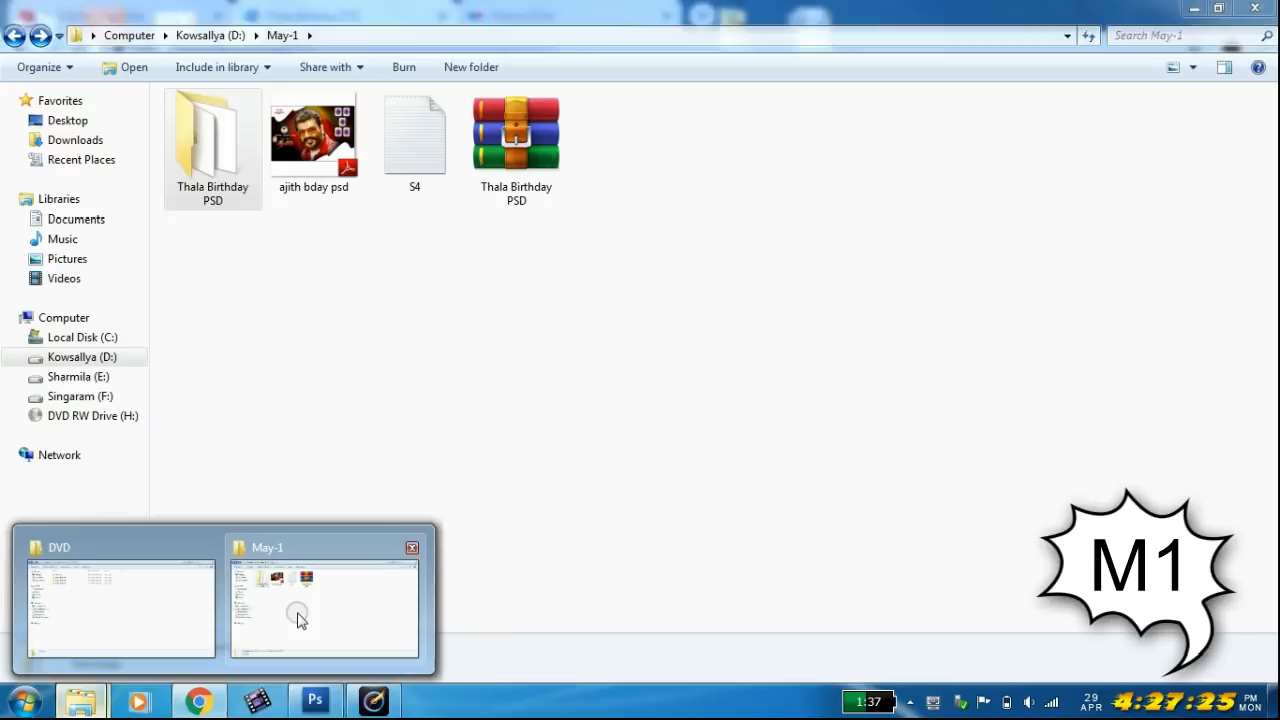 Computer Kowsallya (D:) May-1
Search May-1
Organize Open Include in library Share with Burn New folder
Favorites
Desktop
Downloads
Recent Places
Libraries
Documents
Music
Pictures
Videos
Computer
Local Disk (C:)
Kowsallya (D:)
Sharmila (E:)
Singaram (F:)
DVD RW Drive (H:)
Network
Thala Birthday
PSD
ajith bday psd
S4
Thala Birthday
PSD
DVD
May-1
M1
Ps
1:37
29
APR
4:27:25
PM
MON